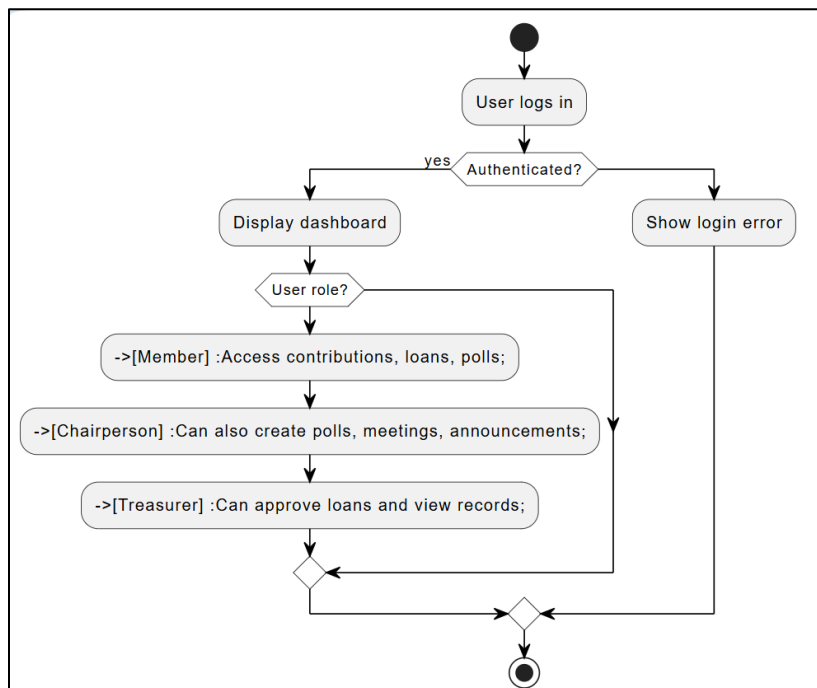 User logs in
yes
Authenticated?
Display dashboard
Show login error
User role?
->[Member] :Access contributions, loans, polls;
->[Chairperson] :Can also create polls, meetings, announcements;
->[Treasurer] :Can approve loans and view records;